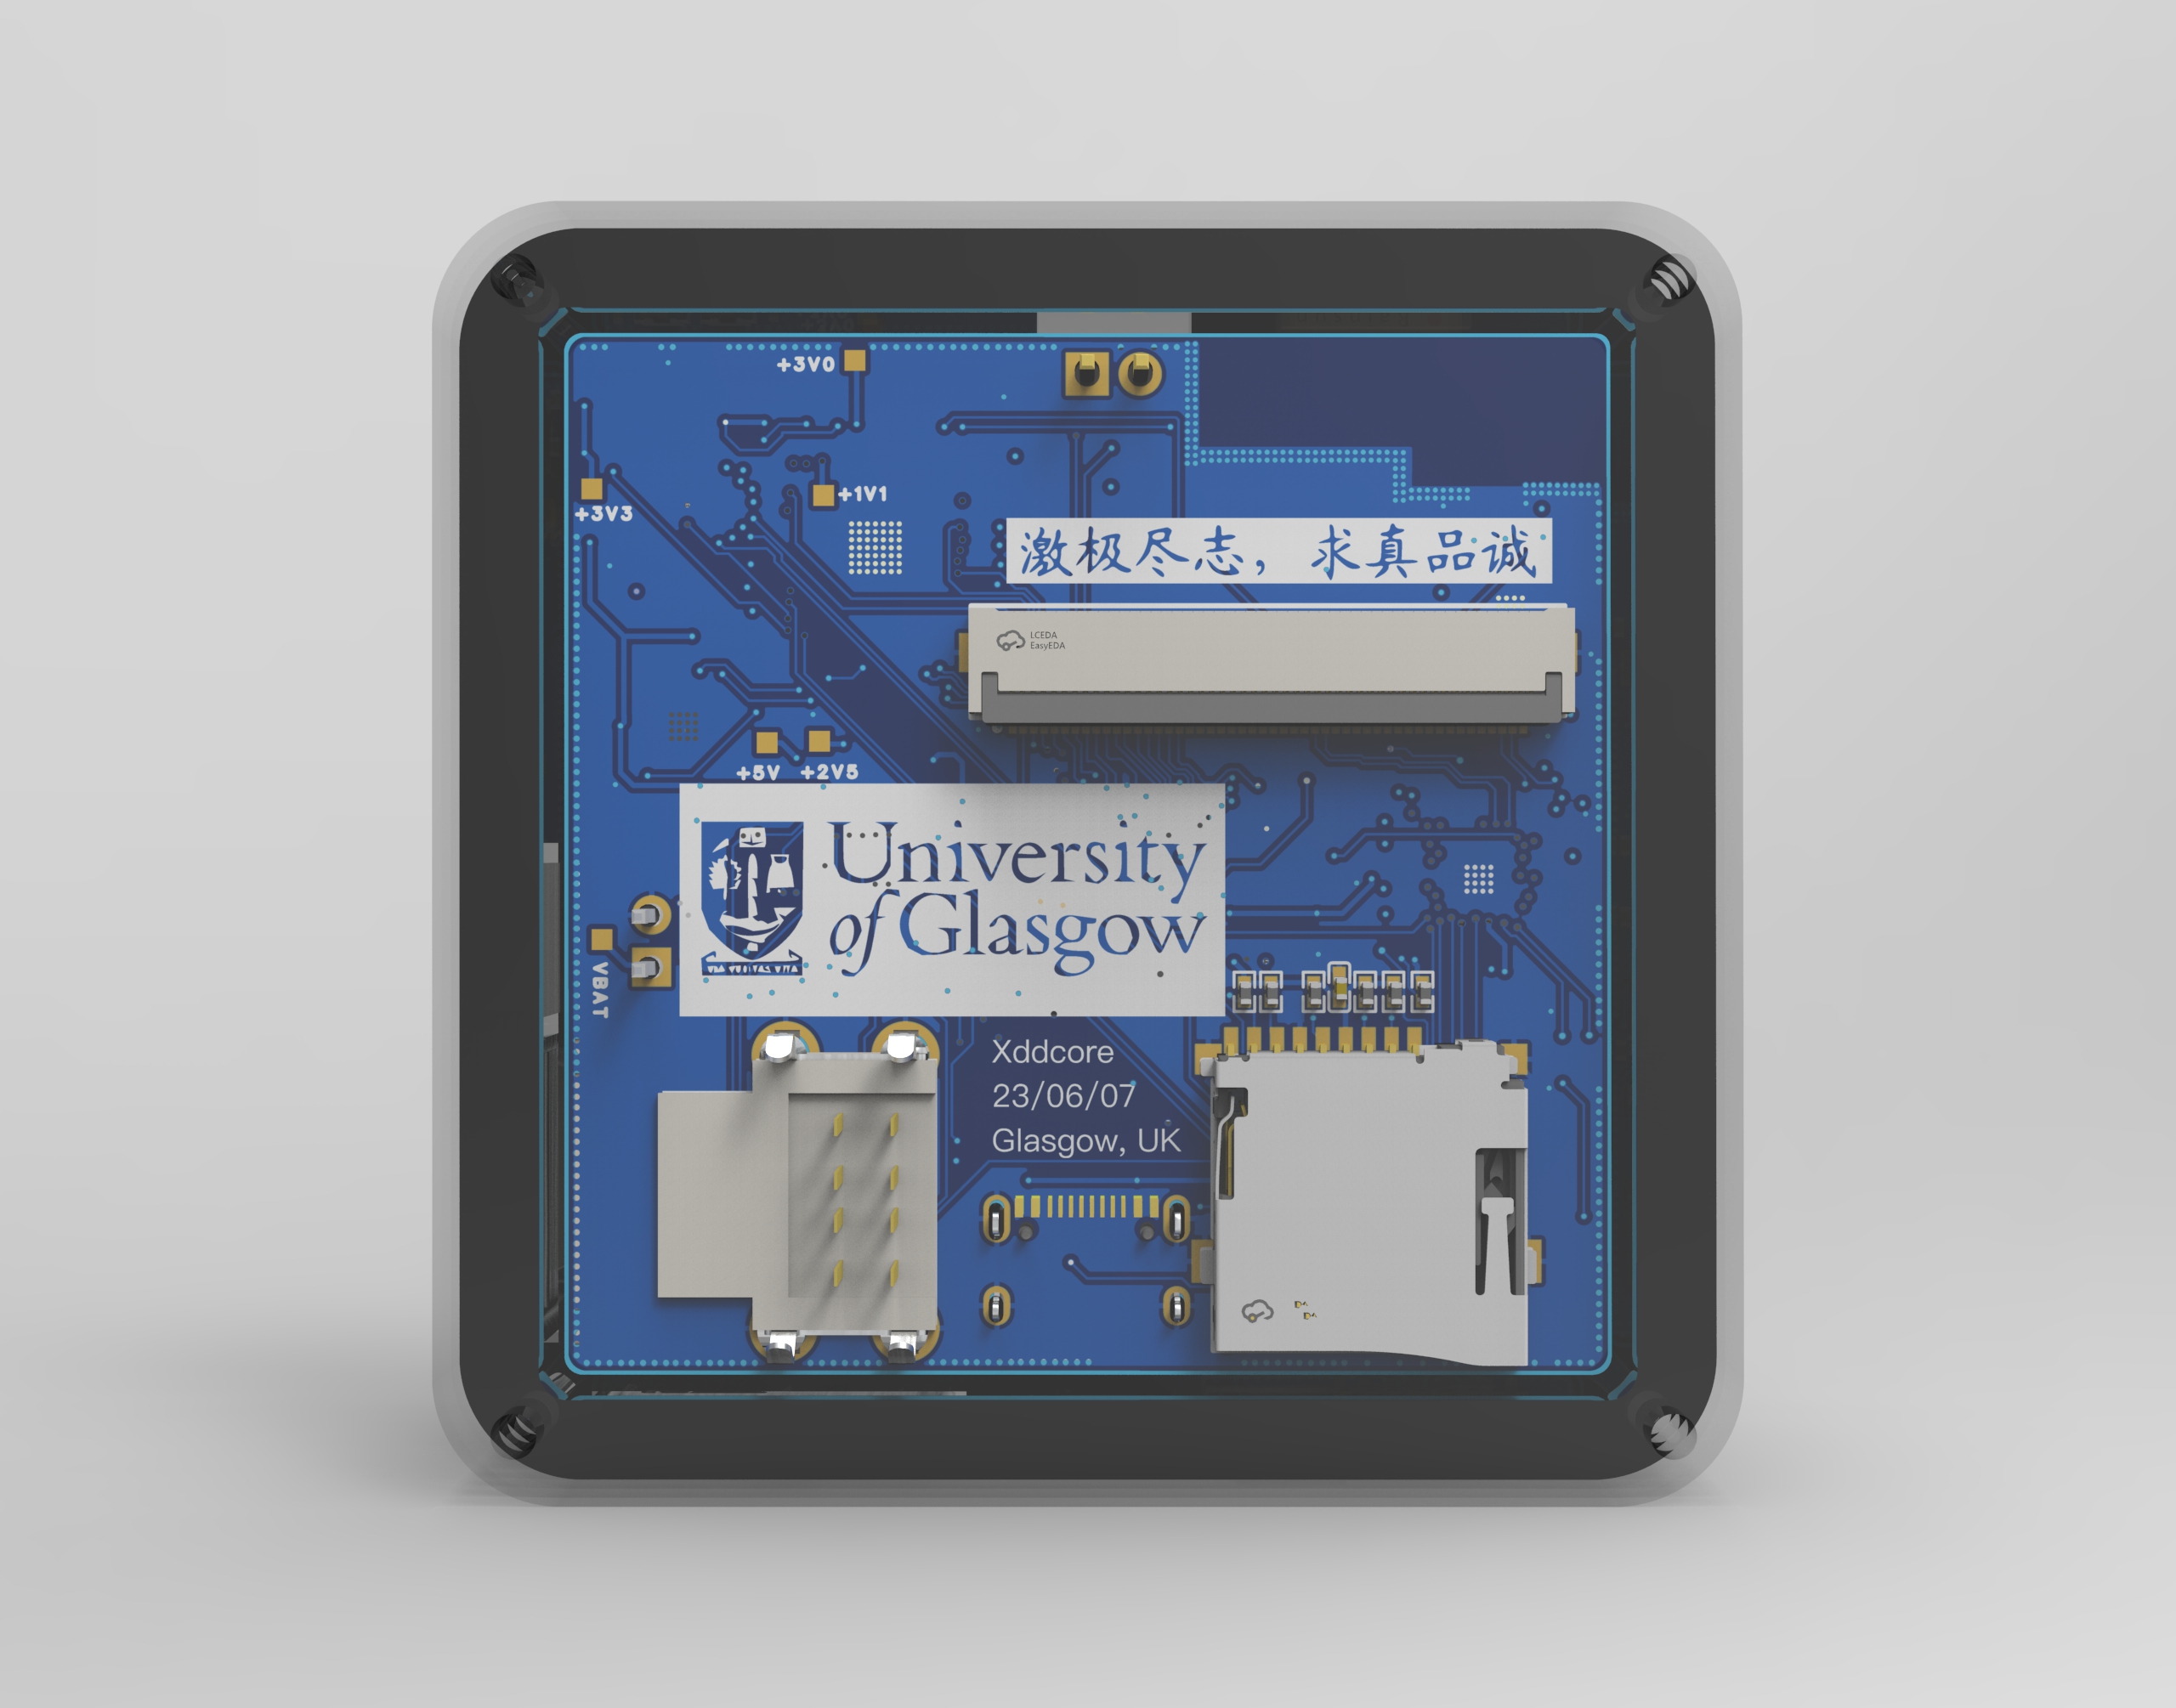 +3V0
+1V1
+3V3
激极尽志，求真品诚
LCEDA
EasyEDA
+5V +2V5
University
of Glasgow
VBAT
Xddcore
23/06/07
Glasgow, UK